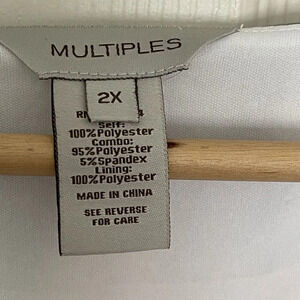 MULTIPLES
2X
Self:
100% Polyester
Combo:
95% Polyester
5% Spandex
Lining:
100% Polyester
MADE IN CHINA
SEE REVERSE
FOR CARE